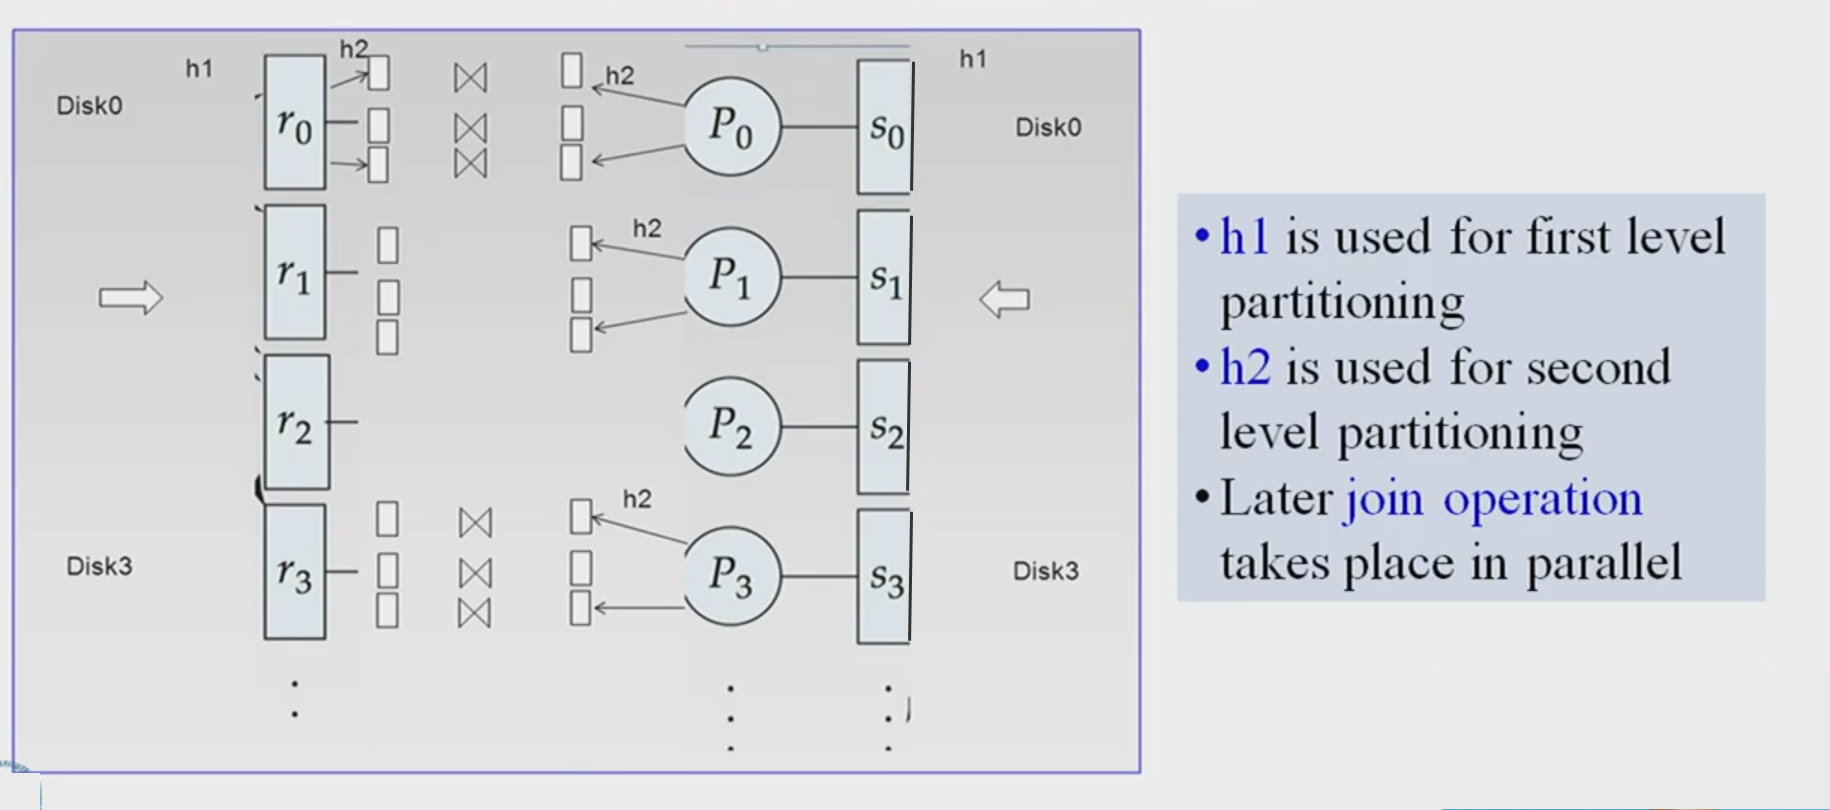 h2
h1
h1
h2
Disk0
r0
P0
s0
Disk0
h2
r1
P1
s1
r2
P2
s2
h2
Disk3
r3
P3
s3
Disk3
•h1 is used for first level
partitioning
•h2 is used for second
level partitioning
•Later join operation
takes place in parallel